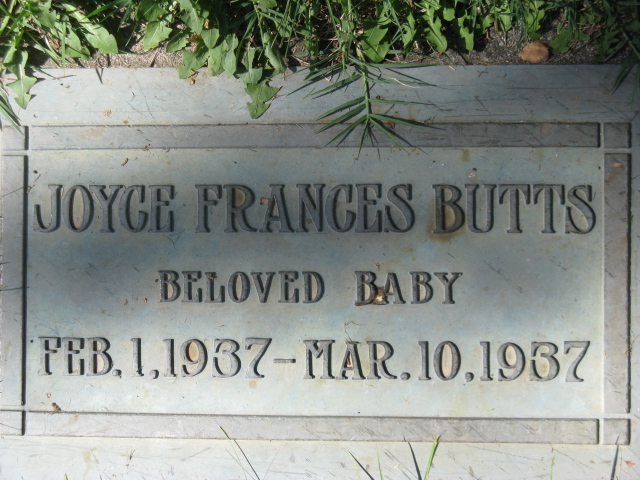 JOYCE FRANCES BUTTS
BELOVED BABY
FEB. 1, 1937 - MAR. 10, 1937